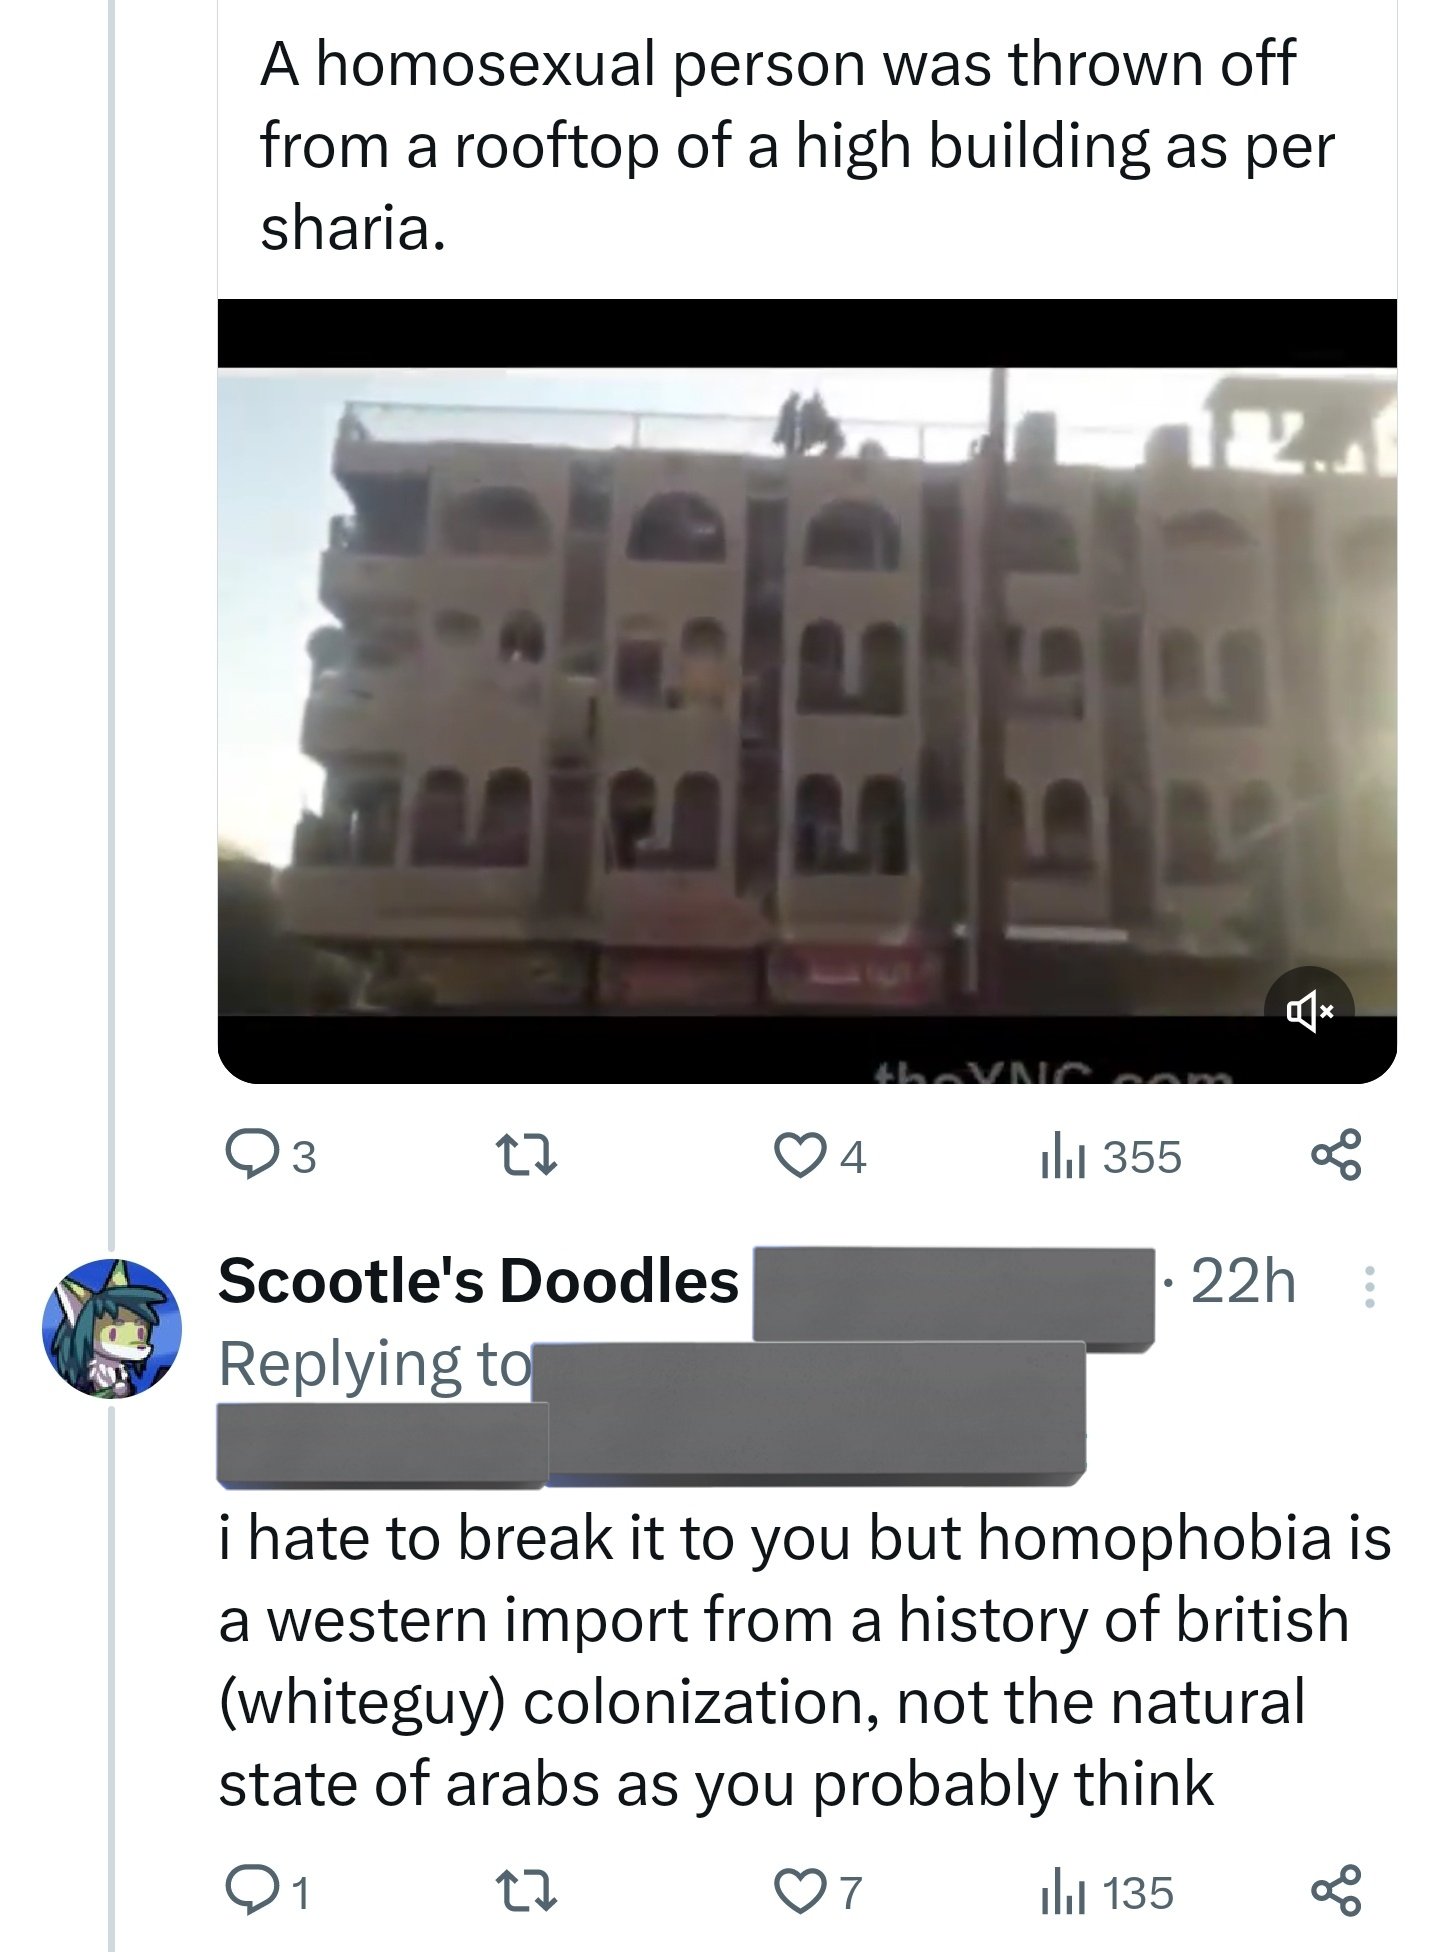 A homosexual person was thrown off
from a rooftop of a high building as per
sharia.
theYNC.com
3
4
355
Scootle's Doodles
· 22h
Replying to
i hate to break it to you but homophobia is
a western import from a history of british
(whiteguy) colonization, not the natural
state of arabs as you probably think
1
7
135